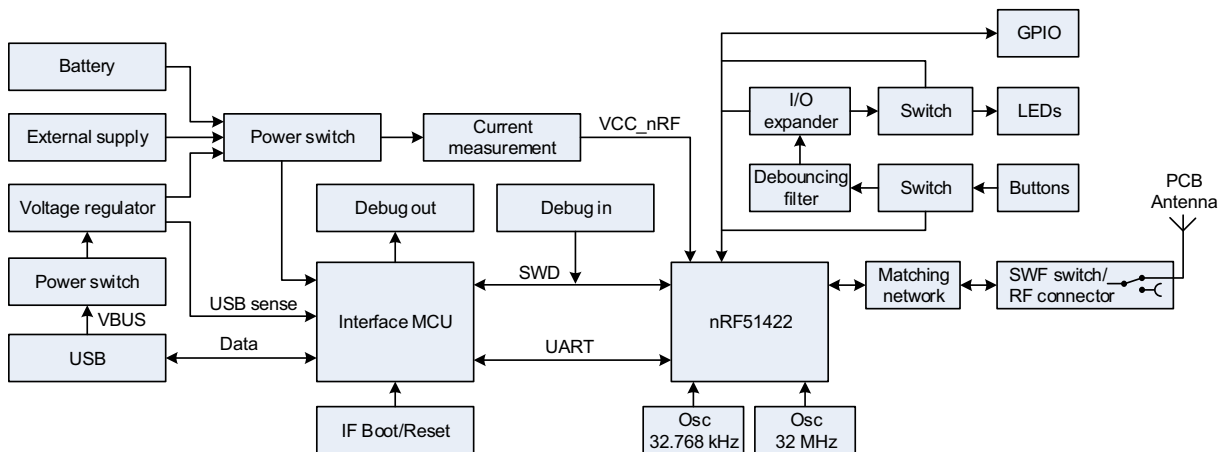 GPIO
Battery
I/O
expander
Switch
LEDs
External supply
Power switch
Current
measurement
VCC_nRF
Debouncing
filter
Switch
Buttons
PCB
Antenna
Voltage regulator
Debug out
Debug in
Power switch
SWD
Matching
network
SWF switch/
RF connector
USB sense
VBUS
Interface MCU
nRF51422
USB
Data
UART
IF Boot/Reset
Osc
32.768 kHz
Osc
32 MHz